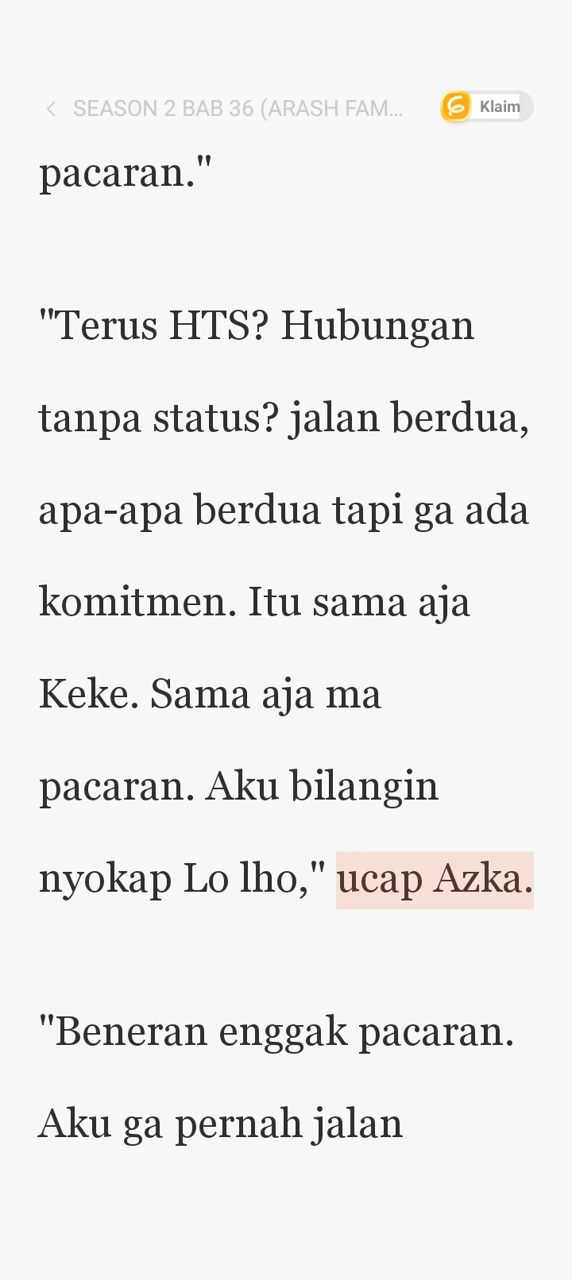 SEASON 2 BAB 36 (ARASH FAM...
Klaim
pacaran."
"Terus HTS? Hubungan
tanpa status? jalan berdua,
apa-apa berdua tapi ga ada
komitmen. Itu sama aja
Keke. Sama aja ma
pacaran. Aku bilangin
nyokap Lo lho," ucap Azka.
"Beneran enggak pacaran.
Aku ga pernah jalan